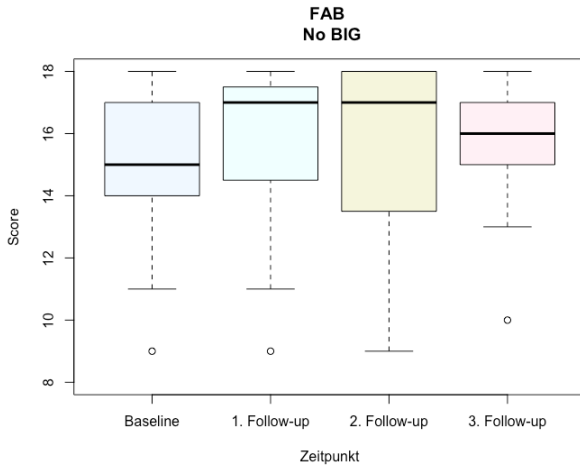 FAB
No BIG
Score
18
16
14
12
10
8
Baseline
1. Follow-up
2. Follow-up
3. Follow-up
Zeitpunkt